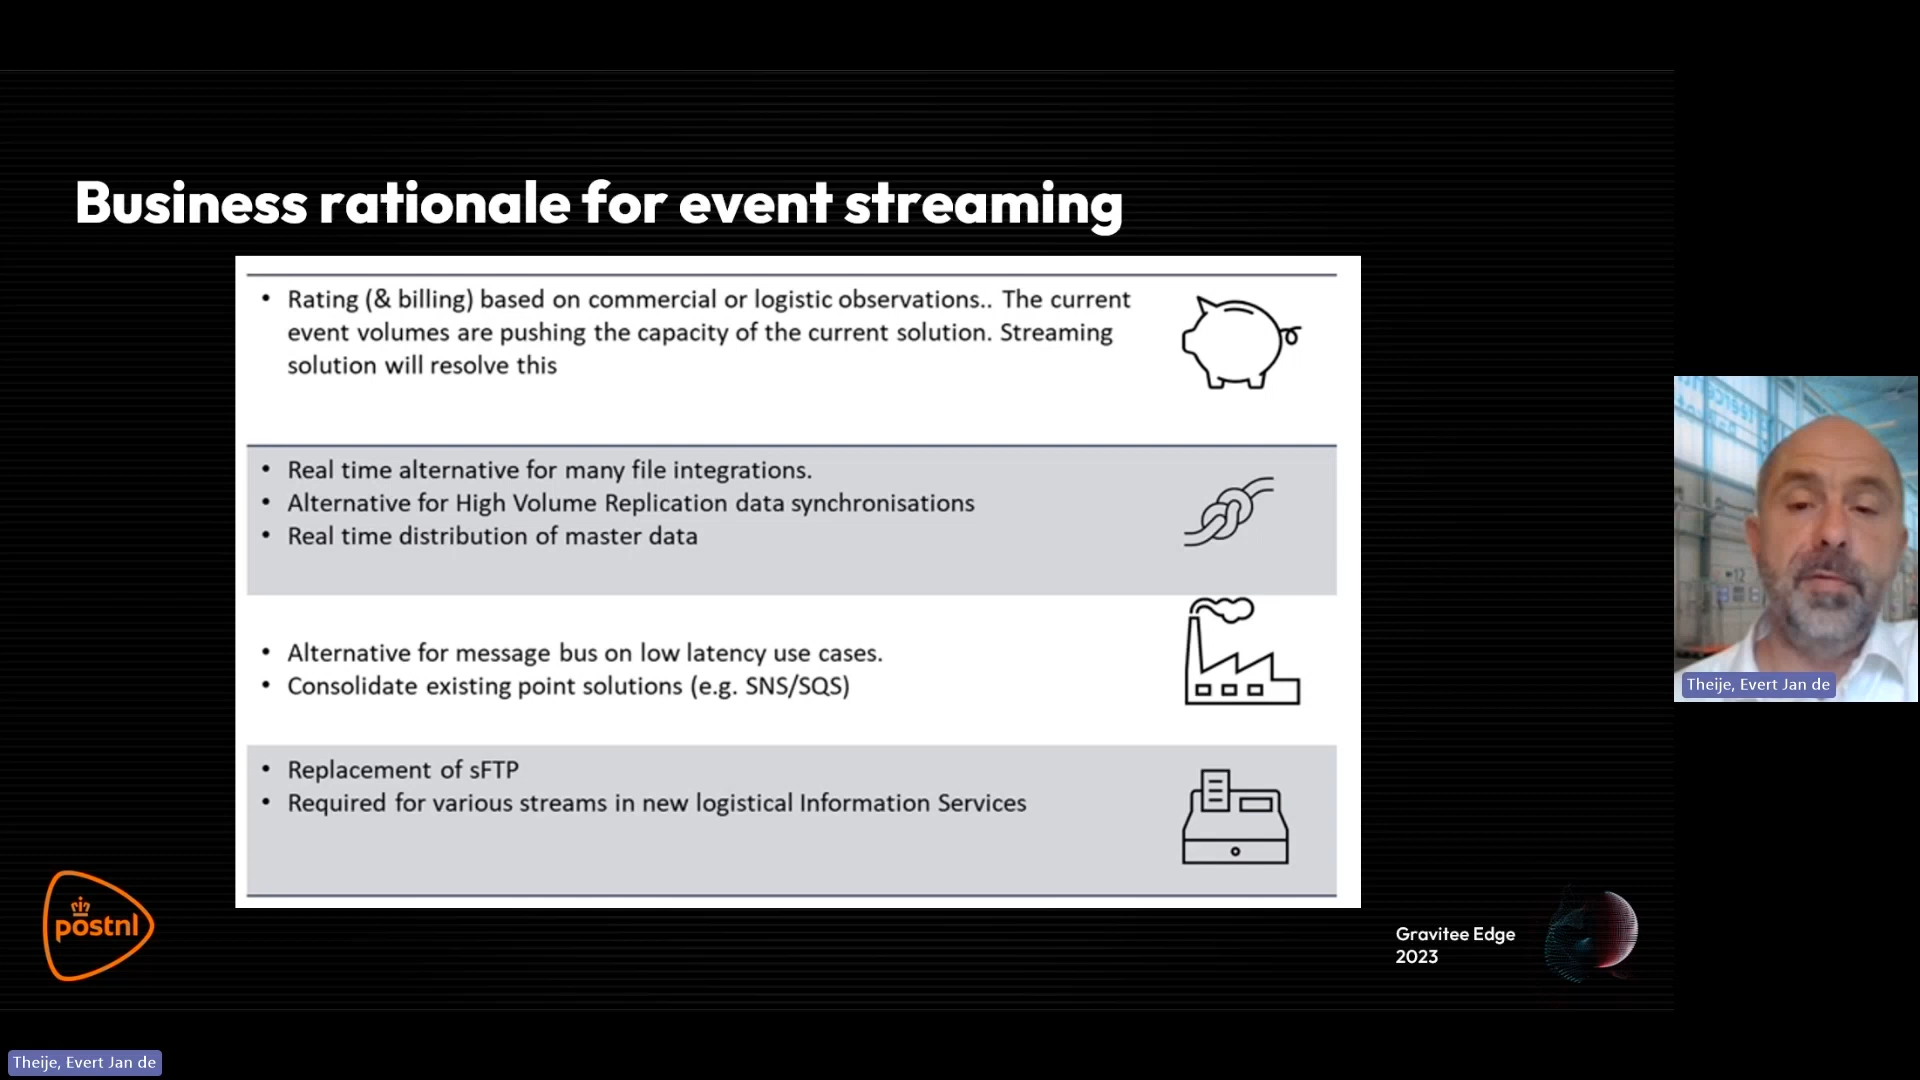 Business rationale for event streaming
• Rating (& billing) based on commercial or logistic observations.. The current
event volumes are pushing the capacity of the current solution. Streaming
solution will resolve this
• Real time alternative for many file integrations.
• Alternative for High Volume Replication data synchronisations
• Real time distribution of master data
• Alternative for message bus on low latency use cases.
• Consolidate existing point solutions (e.g. SNS/SQS)
• Replacement of sFTP
• Required for various streams in new logistical Information Services
postnl
Gravitee Edge
2023
Theije, Evert Jan de
Theije, Evert Jan de